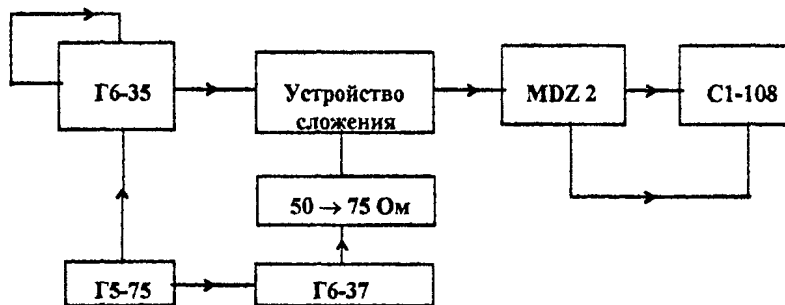 Г6-35
Устройство
сложения
MDZ 2
С1-108
50 → 75 Ом
Г5-75
Г6-37